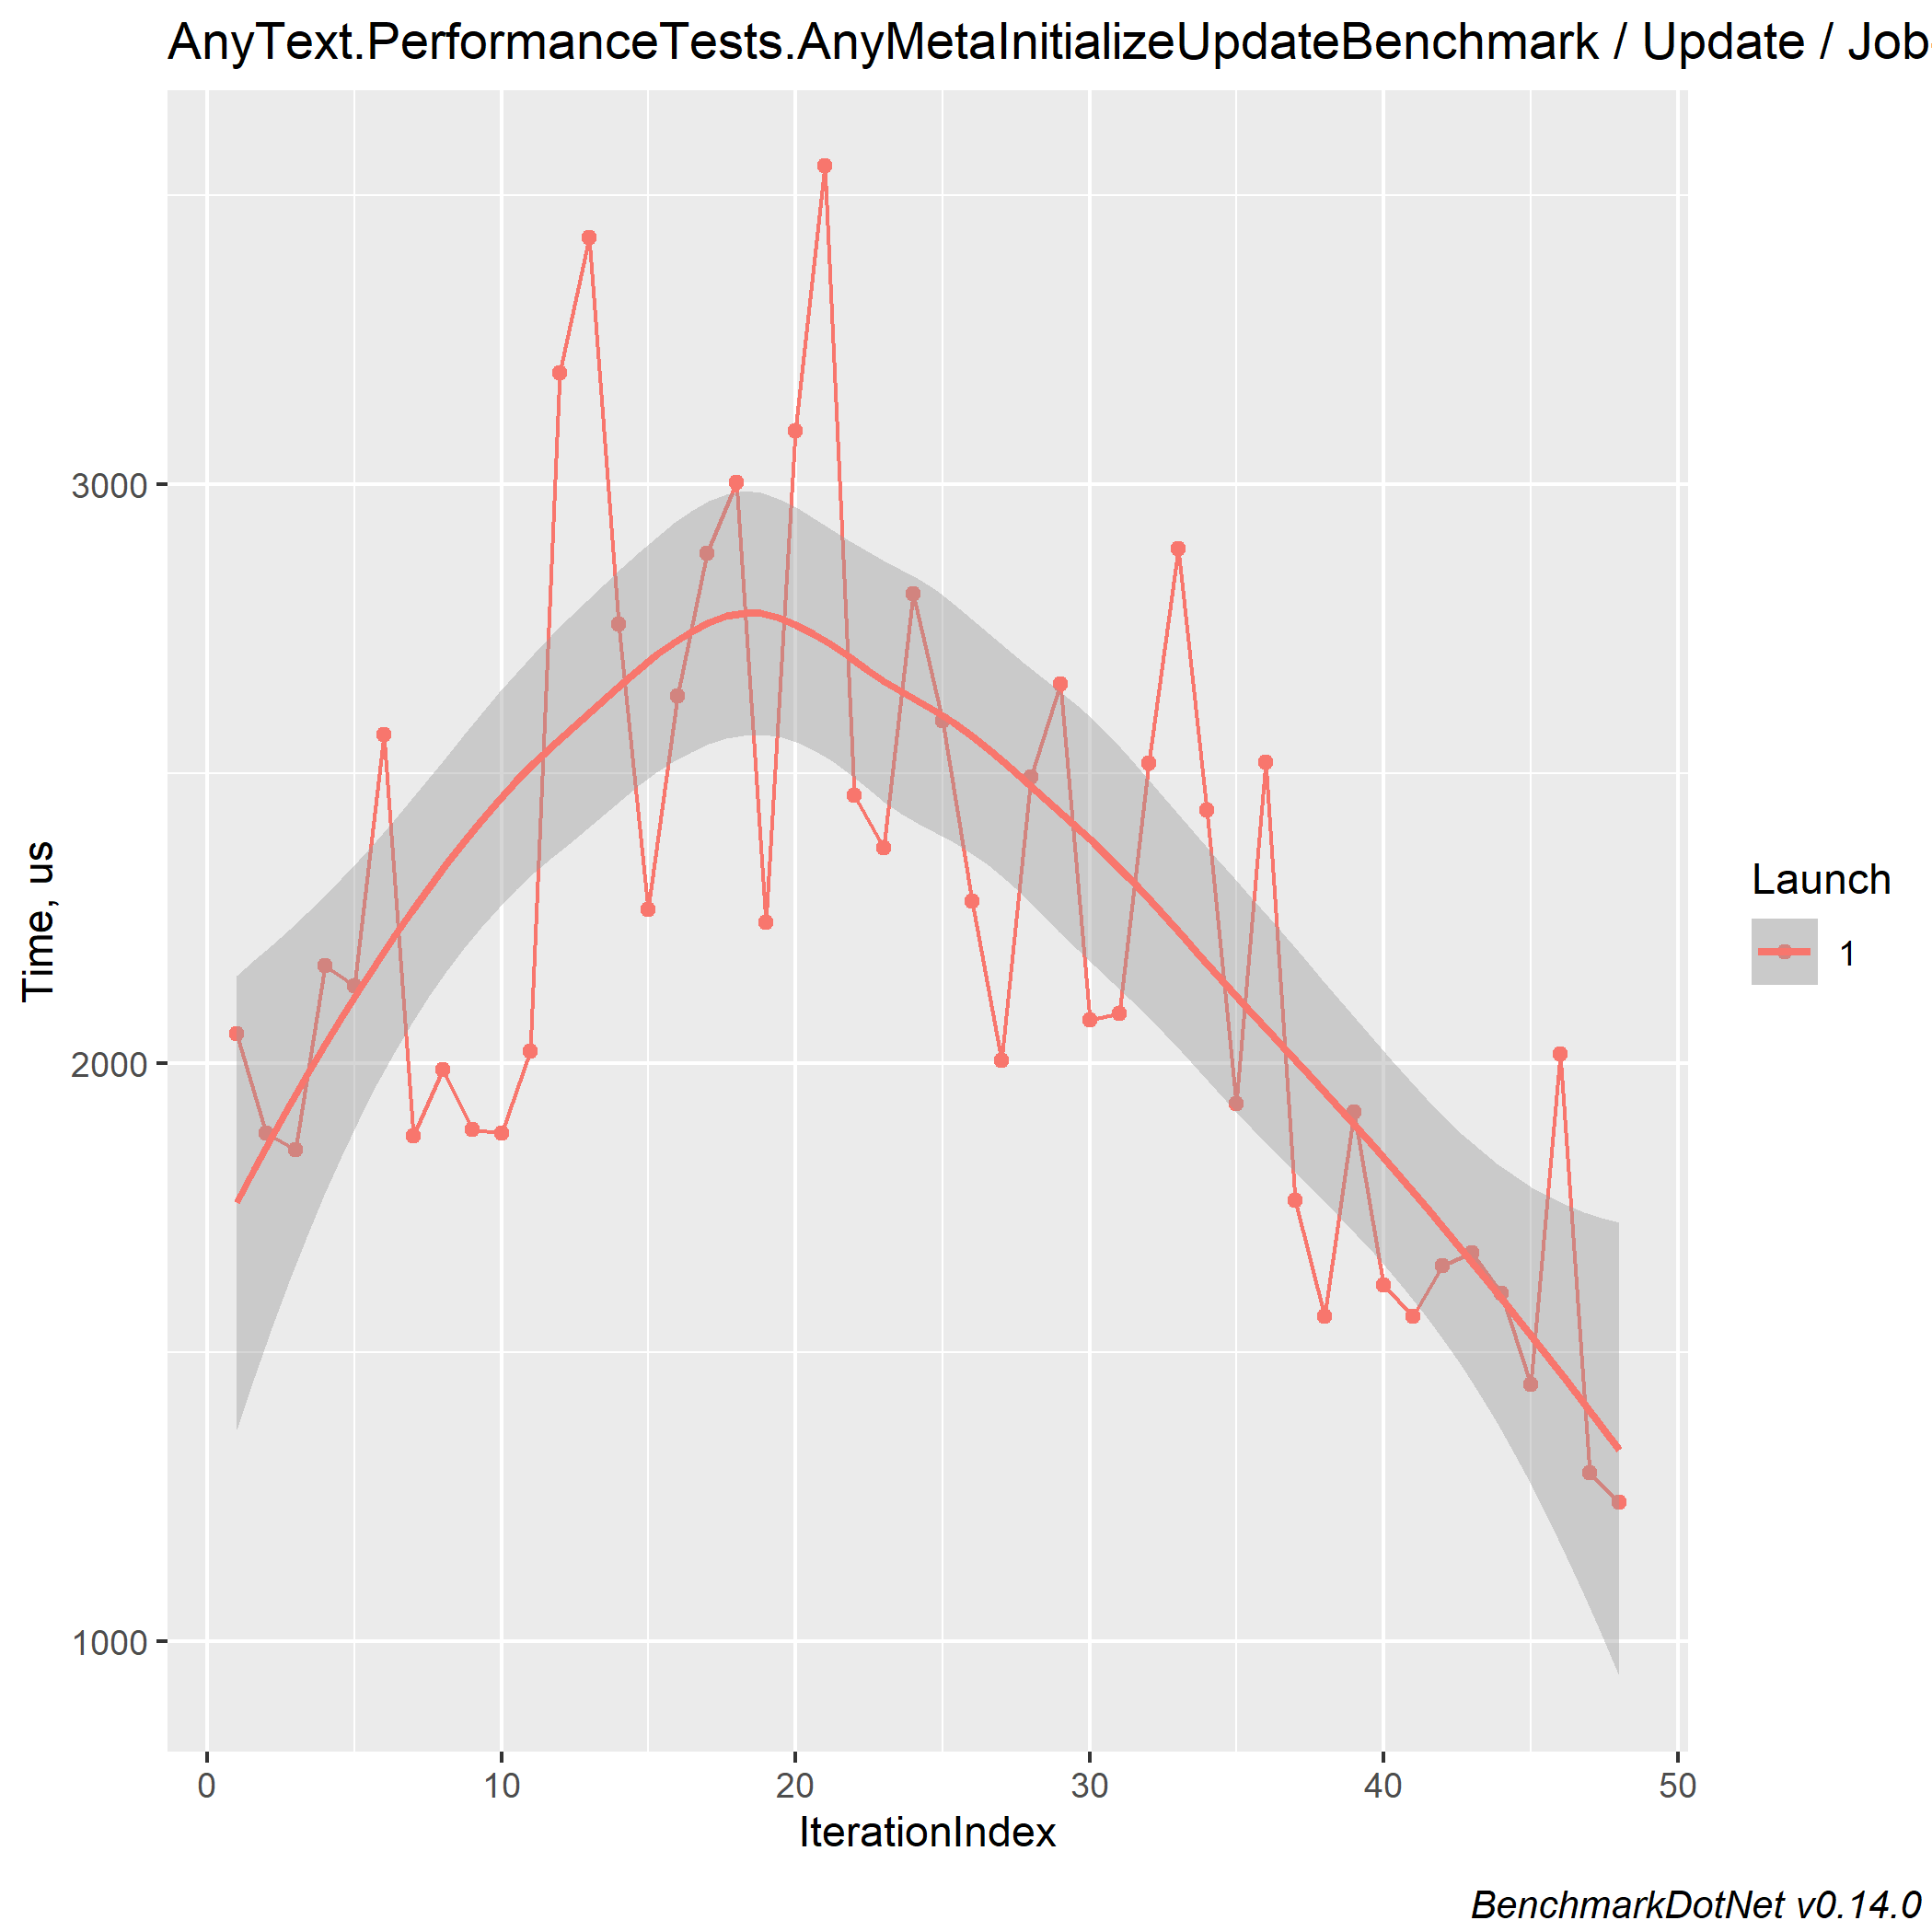 AnyText.PerformanceTests.AnyMetaInitializeUpdateBenchmark / Update / Job
Time, us
3000
2000
1000
0 10 20 30 40 50
IterationIndex
Launch
1
BenchmarkDotNet v0.14.0